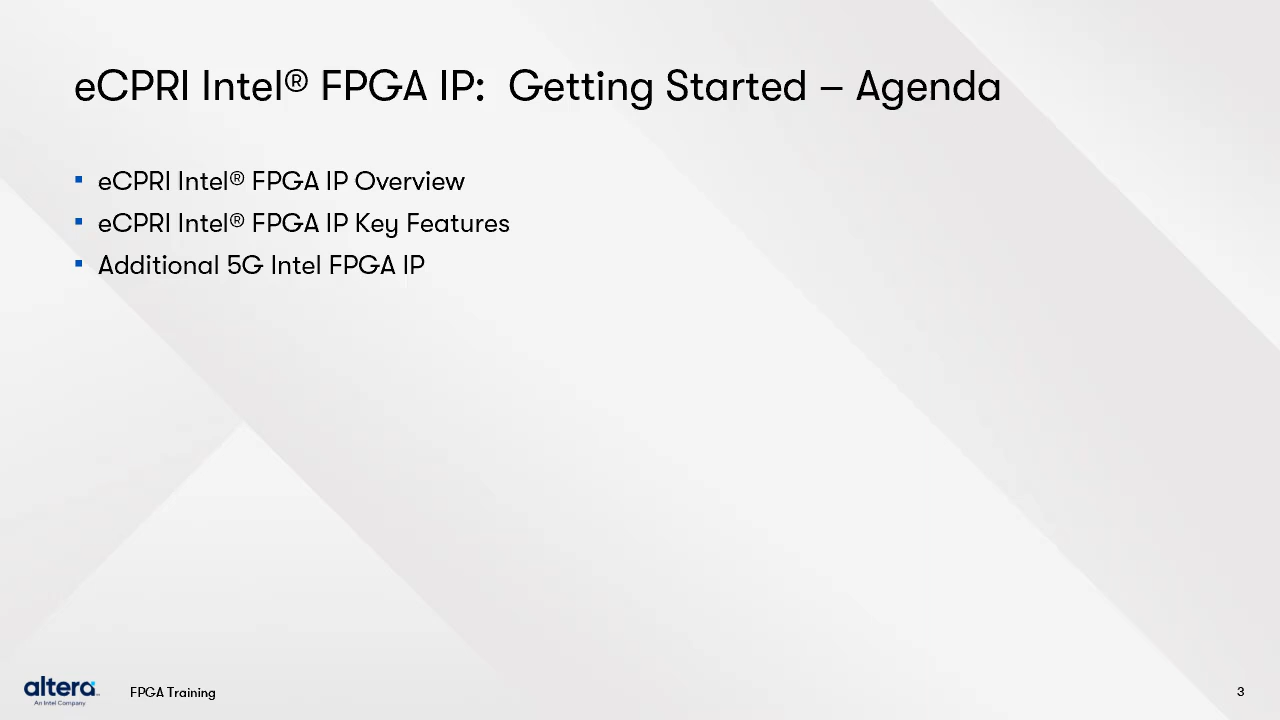 eCPRI Intel® FPGA IP:  Getting Started – Agenda
▪ eCPRI Intel® FPGA IP Overview
▪ eCPRI Intel® FPGA IP Key Features
▪ Additional 5G Intel FPGA IP
altera
An Intel Company
FPGA Training
3